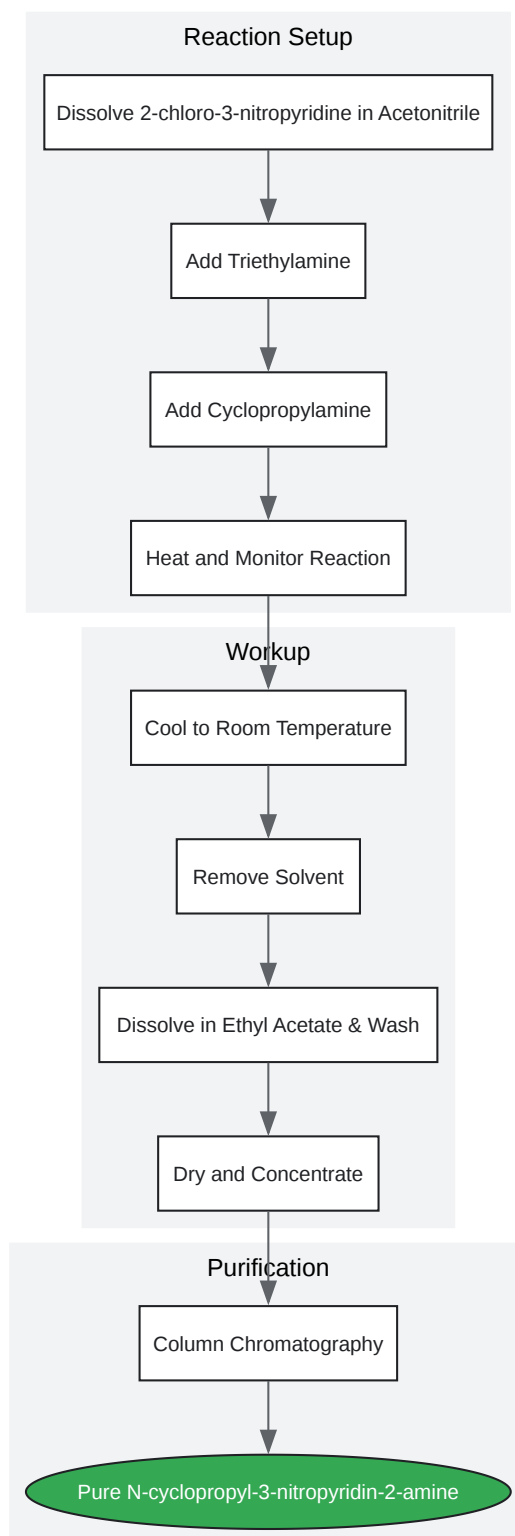 Reaction Setup
Dissolve 2-chloro-3-nitropyridine in Acetonitrile
Add Triethylamine
Add Cyclopropylamine
Heat and Monitor Reaction
Workup
Cool to Room Temperature
Remove Solvent
Dissolve in Ethyl Acetate & Wash
Dry and Concentrate
Purification
Column Chromatography
Pure N-cyclopropyl-3-nitropyridin-2-amine